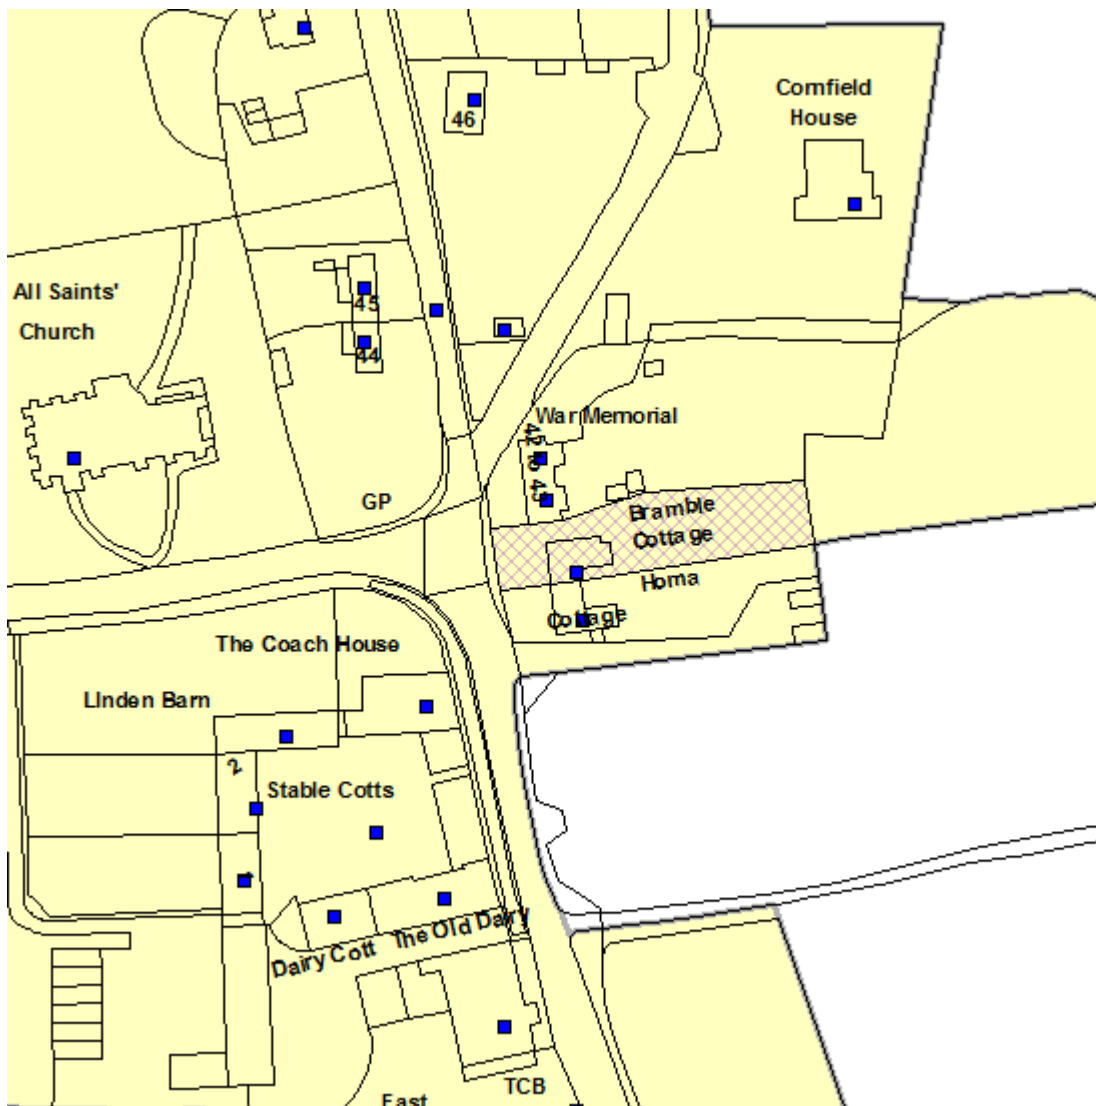 Cornfield
House
46
All Saints'
Church
45
44
War Memorial
42 to 43
GP
Bramble
Cottage
Homa
Cottage
The Coach House
Linden Barn
2
Stable Cotts
1
The Old Dairy
Dairy Cott
TCB
East